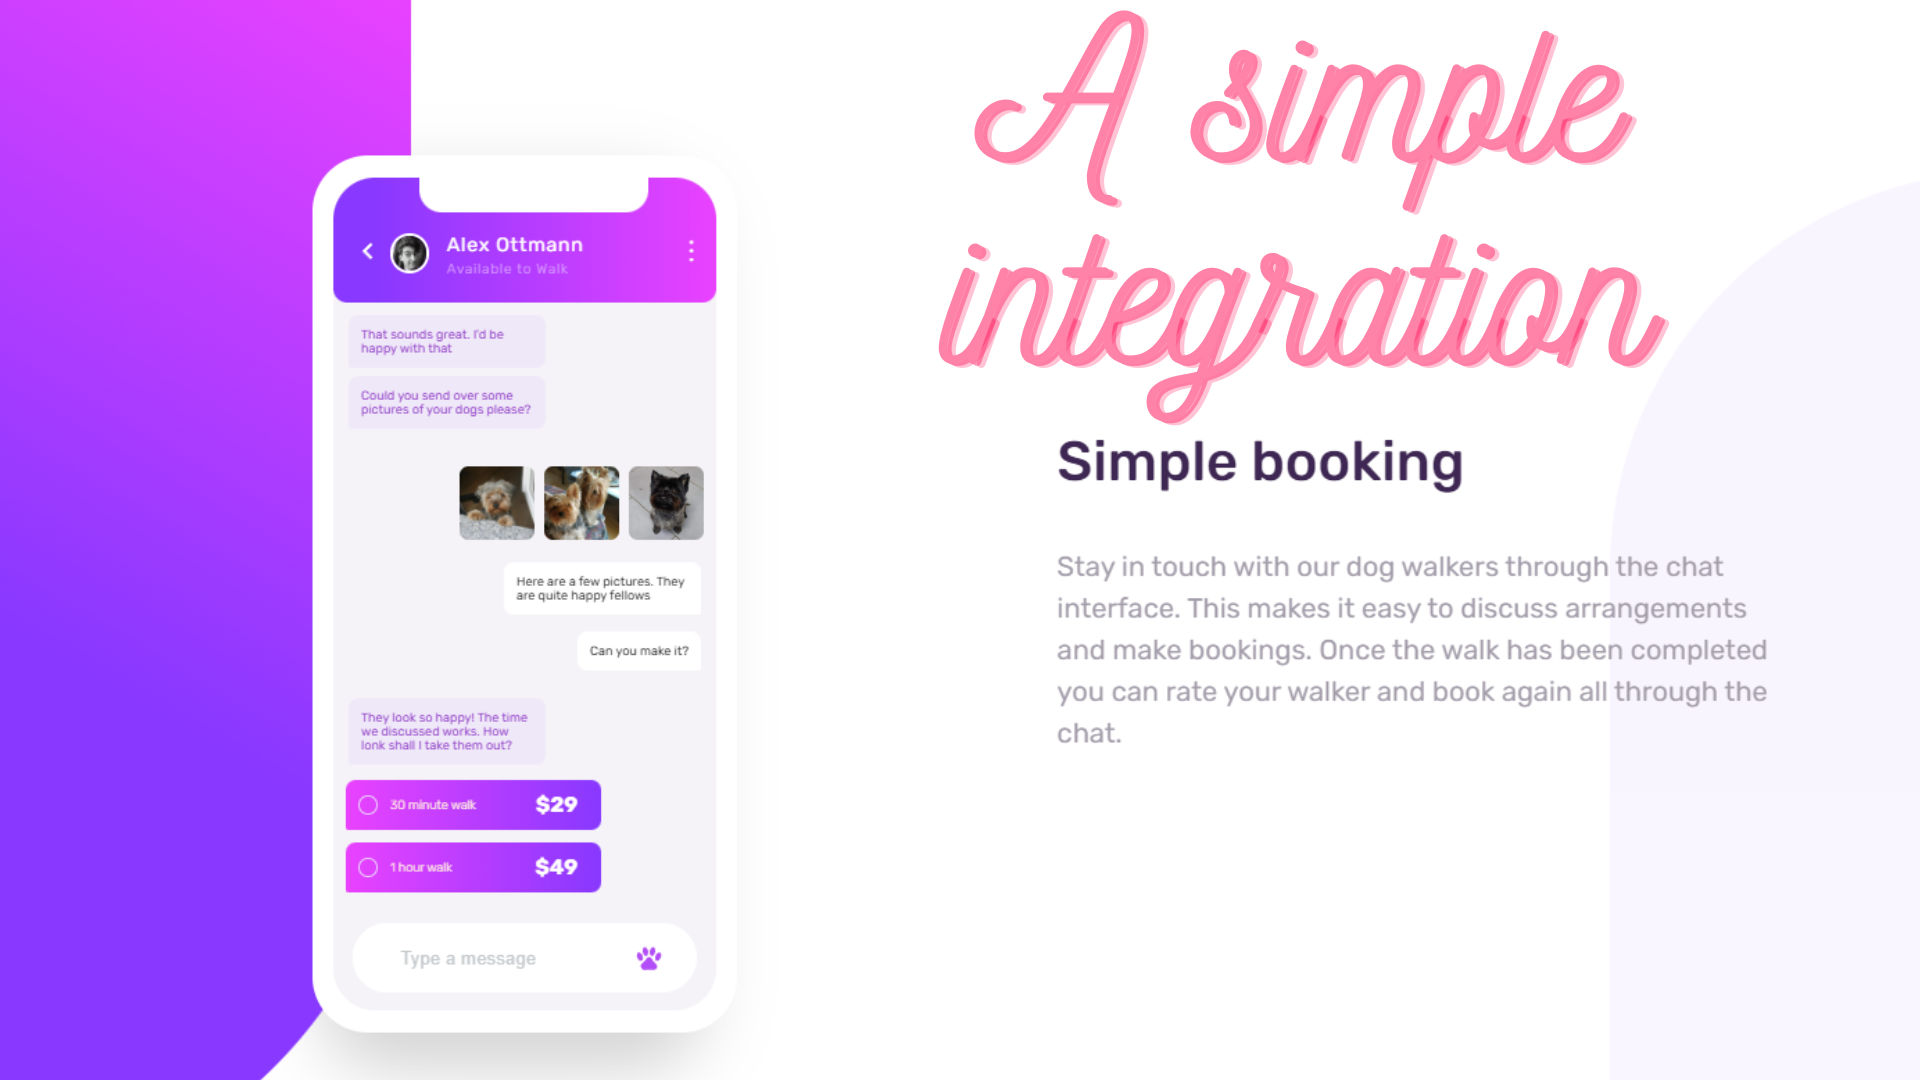 A simple
integration
Alex Ottmann
Available to Walk
That sounds great. I'd be
happy with that
Could you send over some
pictures of your dogs please?
Here are a few pictures. They
are quite happy fellows
Can you make it?
They look so happy! The time
we discussed works. How
lonk shall I take them out?
30 minute walk $29
1 hour walk $49
Type a message
Simple booking
Stay in touch with our dog walkers through the chat
interface. This makes it easy to discuss arrangements
and make bookings. Once the walk has been completed
you can rate your walker and book again all through the
chat.